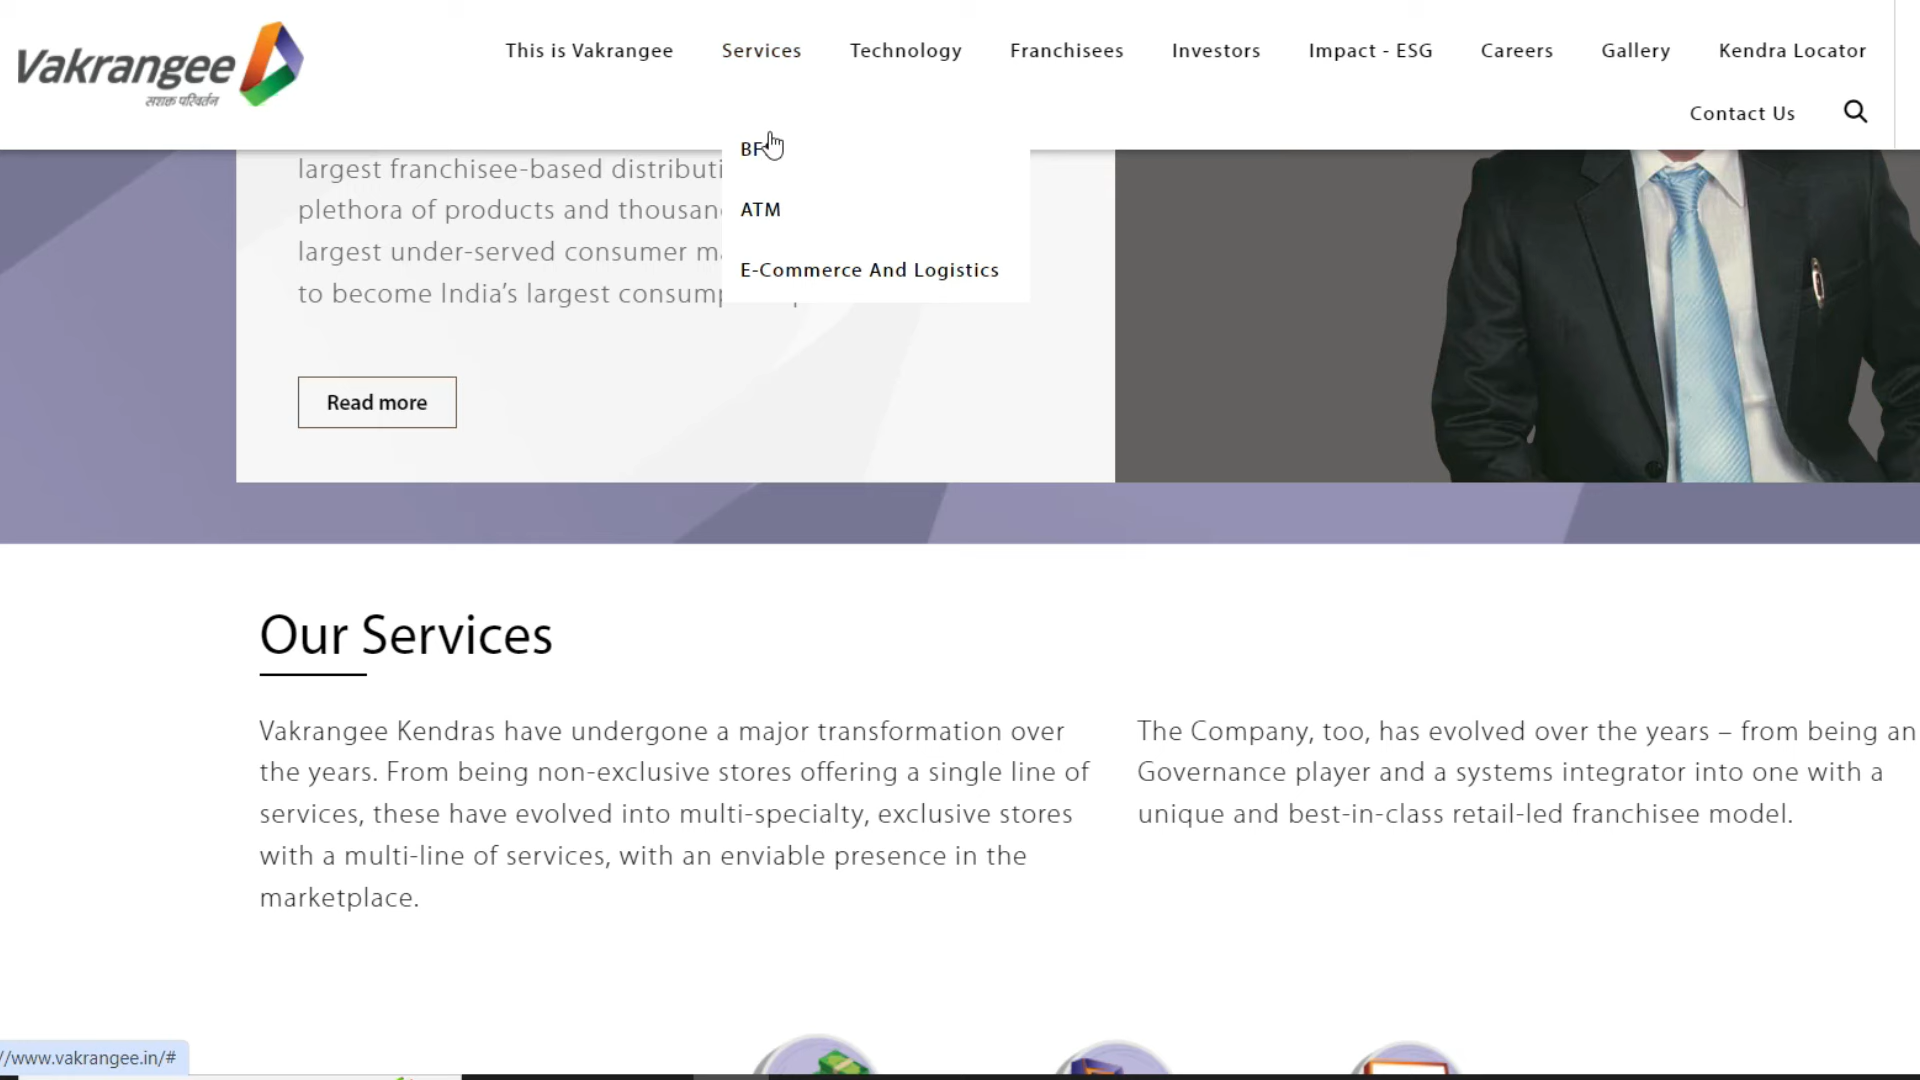 Vakrangee
सशक्त परिवर्तन
This is Vakrangee
Services
Technology
Franchisees
Investors
Impact - ESG
Careers
Gallery
Kendra Locator
Contact Us
ATM
E-Commerce And Logistics
largest franchisee-based
plethora of products and
largest under-served consumer
to become India’s largest
Read more
Our Services
Vakrangee Kendras have undergone a major transformation over
the years. From being non-exclusive stores offering a single line of
services, these have evolved into multi-specialty, exclusive stores
with a multi-line of services, with an enviable presence in the
marketplace.
The Company, too, has evolved over the years – from being an
Governance player and a systems integrator into one with a
unique and best-in-class retail-led franchisee model.
//www.vakrangee.in/#